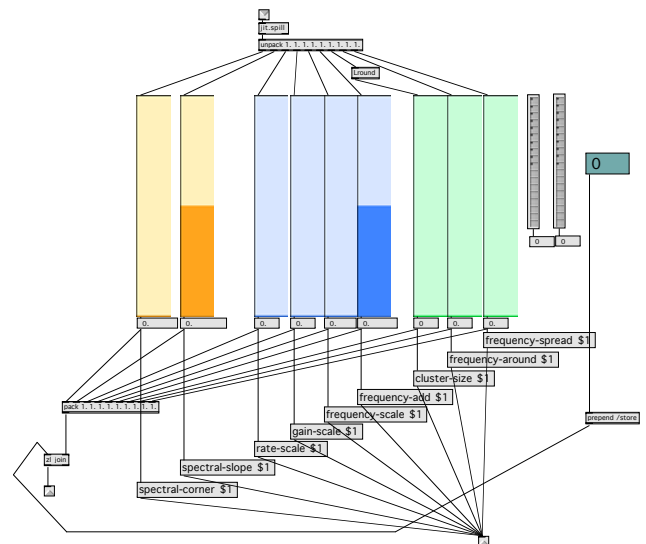 jit.spill
unpack 1. 1. 1. 1. 1. 1. 1. 1. 1.
l.round
0
0 0
0. 0. 0. 0. 0. 0. 0 0. 0.
frequency-spread $1
frequency-around $1
cluster-size $1
frequency-add $1
pack 1. 1. 1. 1. 1. 1. 1. 1. 1.
frequency-scale $1
prepend /store
gain-scale $1
rate-scale $1
zl join
spectral-slope $1
spectral-corner $1